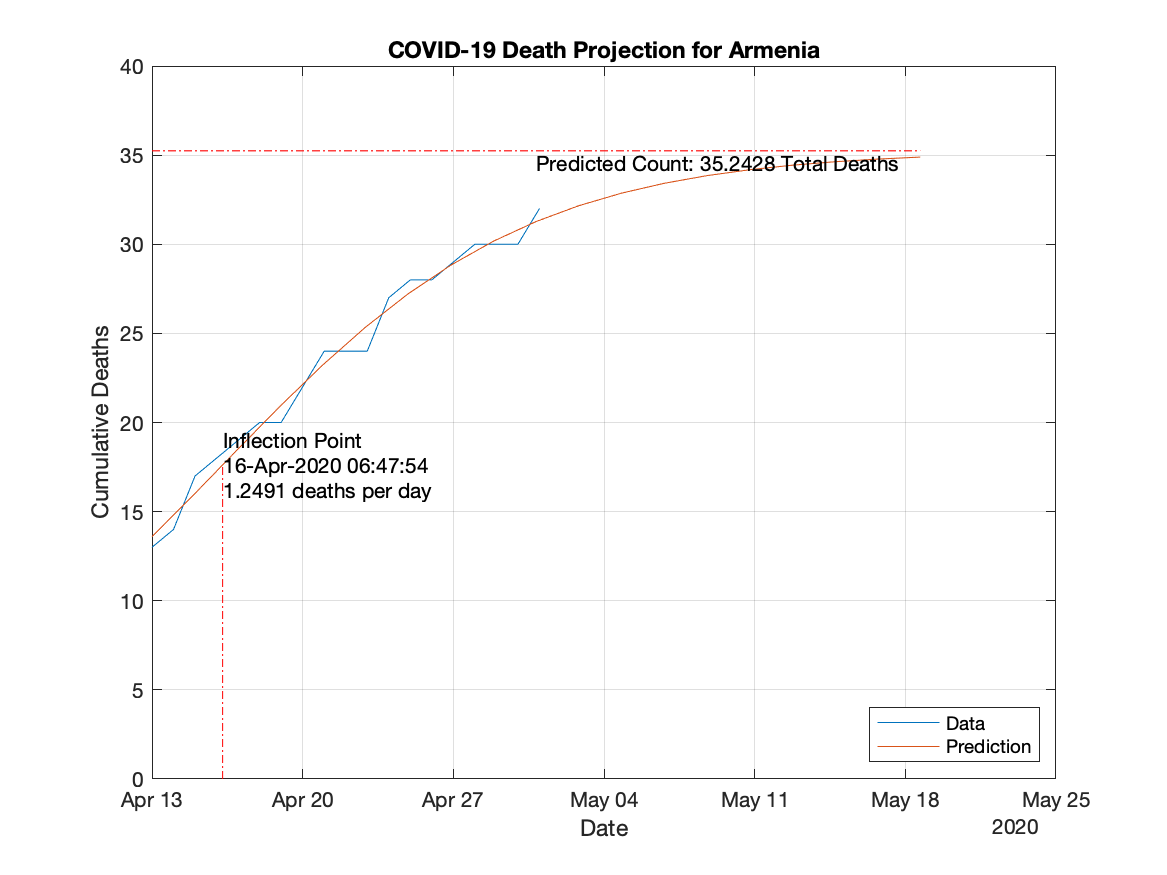 COVID-19 Death Projection for Armenia
40
35
30
25
20
15
10
5
0
Cumulative Deaths
Predicted Count: 35.2428 Total Deaths
Inflection Point
16-Apr-2020 06:47:54
1.2491 deaths per day
Data
Prediction
Apr 13
Apr 20
Apr 27
May 04
May 11
May 18
May 25
Date
2020